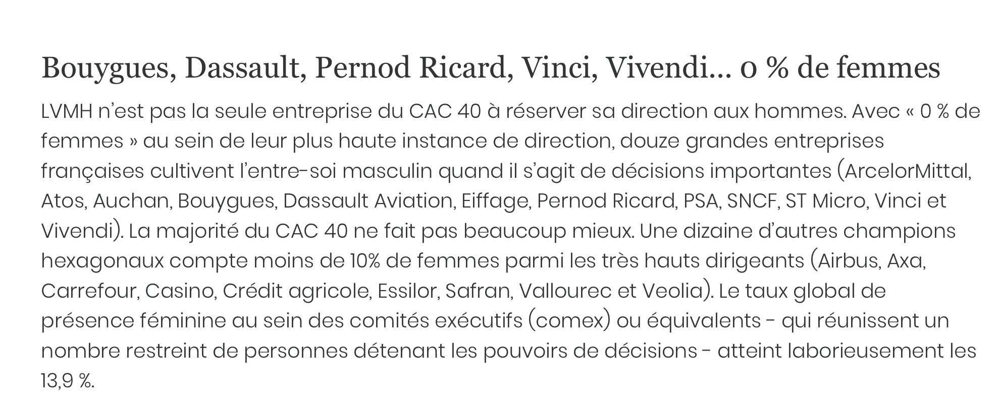 Bouygues, Dassault, Pernod Ricard, Vinci, Vivendi... 0 % de femmes
LVMH n’est pas la seule entreprise du CAC 40 à réserver sa direction aux hommes. Avec « 0 % de
femmes » au sein de leur plus haute instance de direction, douze grandes entreprises
françaises cultivent l’entre-soi masculin quand il s’agit de décisions importantes (ArcelorMittal,
Atos, Auchan, Bouygues, Dassault Aviation, Eiffage, Pernod Ricard, PSA, SNCF, ST Micro, Vinci et
Vivendi). La majorité du CAC 40 ne fait pas beaucoup mieux. Une dizaine d’autres champions
hexagonaux compte moins de 10% de femmes parmi les très hauts dirigeants (Airbus, Axa,
Carrefour, Casino, Crédit agricole, Essilor, Safran, Vallourec et Veolia). Le taux global de
présence féminine au sein des comités exécutifs (comex) ou équivalents - qui réunissent un
nombre restreint de personnes détenant les pouvoirs de décisions - atteint laborieusement les
13,9 %.